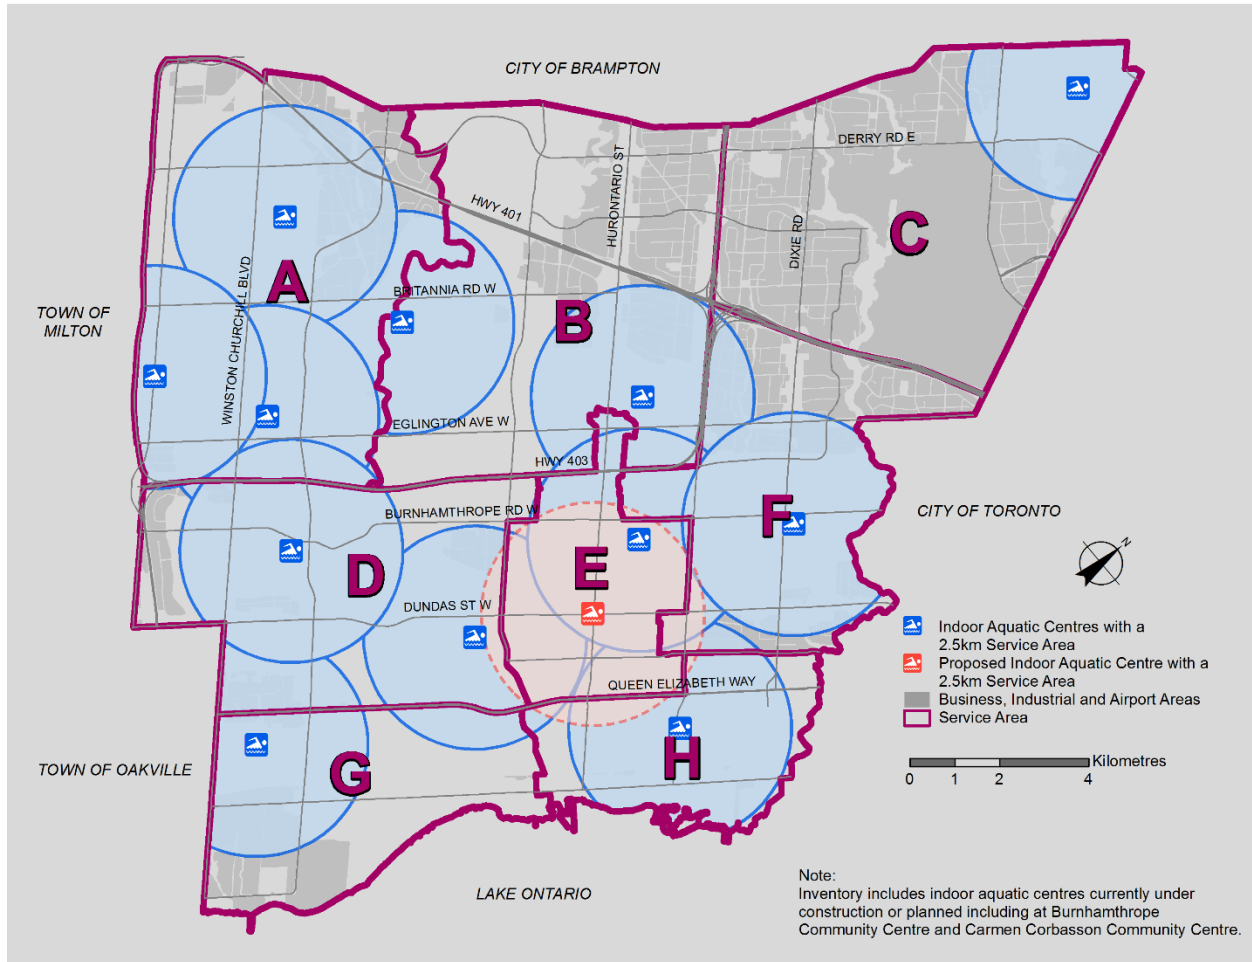 CITY OF BRAMPTON
DERRY RD E
HWY 401
HURONTARIO ST
DIXIE RD
C
WINSTON CHURCHILL BLVD
A
BRITANNIA RD W
B
TOWN OF
MILTON
EGLINGTON AVE W
HWY 403
BURNHAMTHROPE RD W
F
CITY OF TORONTO
N
D
E
DUNDAS ST W
QUEEN ELIZABETH WAY
Indoor Aquatic Centres with a
2.5km Service Area
Proposed Indoor Aquatic Centre with a
2.5km Service Area
Business, Industrial and Airport Areas
Service Area
TOWN OF OAKVILLE
G
H
Kilometres
0 1 2 4
LAKE ONTARIO
Note:
Inventory includes indoor aquatic centres currently under
construction or planned including at Burnhamthrope
Community Centre and Carmen Corbasson Community Centre.